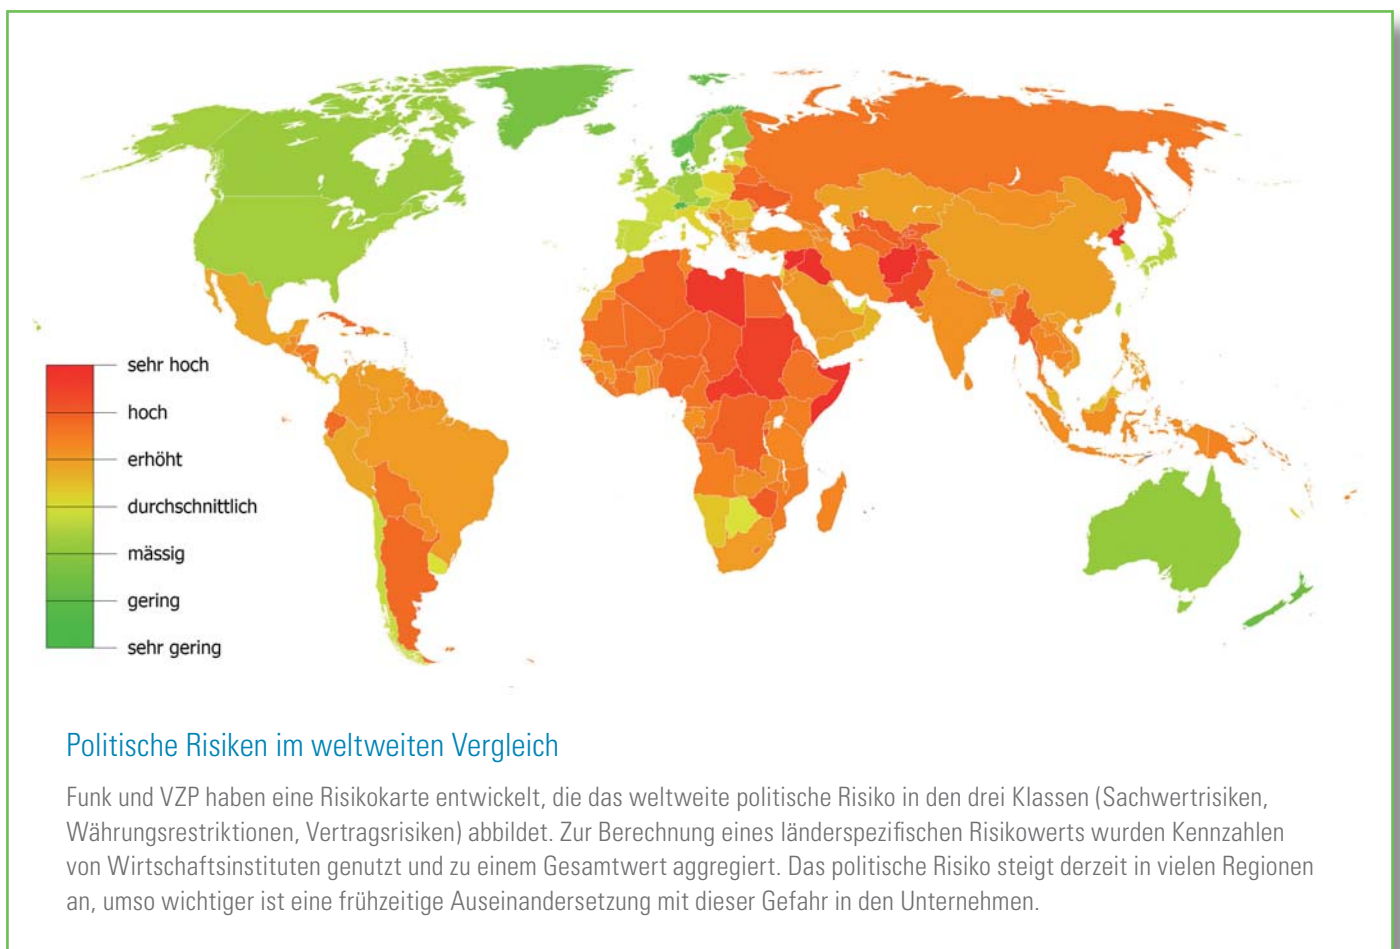 sehr hoch
hoch
erhöht
durchschnittlich
mässig
gering
sehr gering
Politische Risiken im weltweiten Vergleich
Funk und VZP haben eine Risikokarte entwickelt, die das weltweite politische Risiko in den drei Klassen (Sachwertrisiken,
Währungsrestriktionen, Vertragsrisiken) abbildet. Zur Berechnung eines länderspezifischen Risikowerts wurden Kennzahlen
von Wirtschaftsinstituten genutzt und zu einem Gesamtwert aggregiert. Das politische Risiko steigt derzeit in vielen Regionen
an, umso wichtiger ist eine frühzeitige Auseinandersetzung mit dieser Gefahr in den Unternehmen.